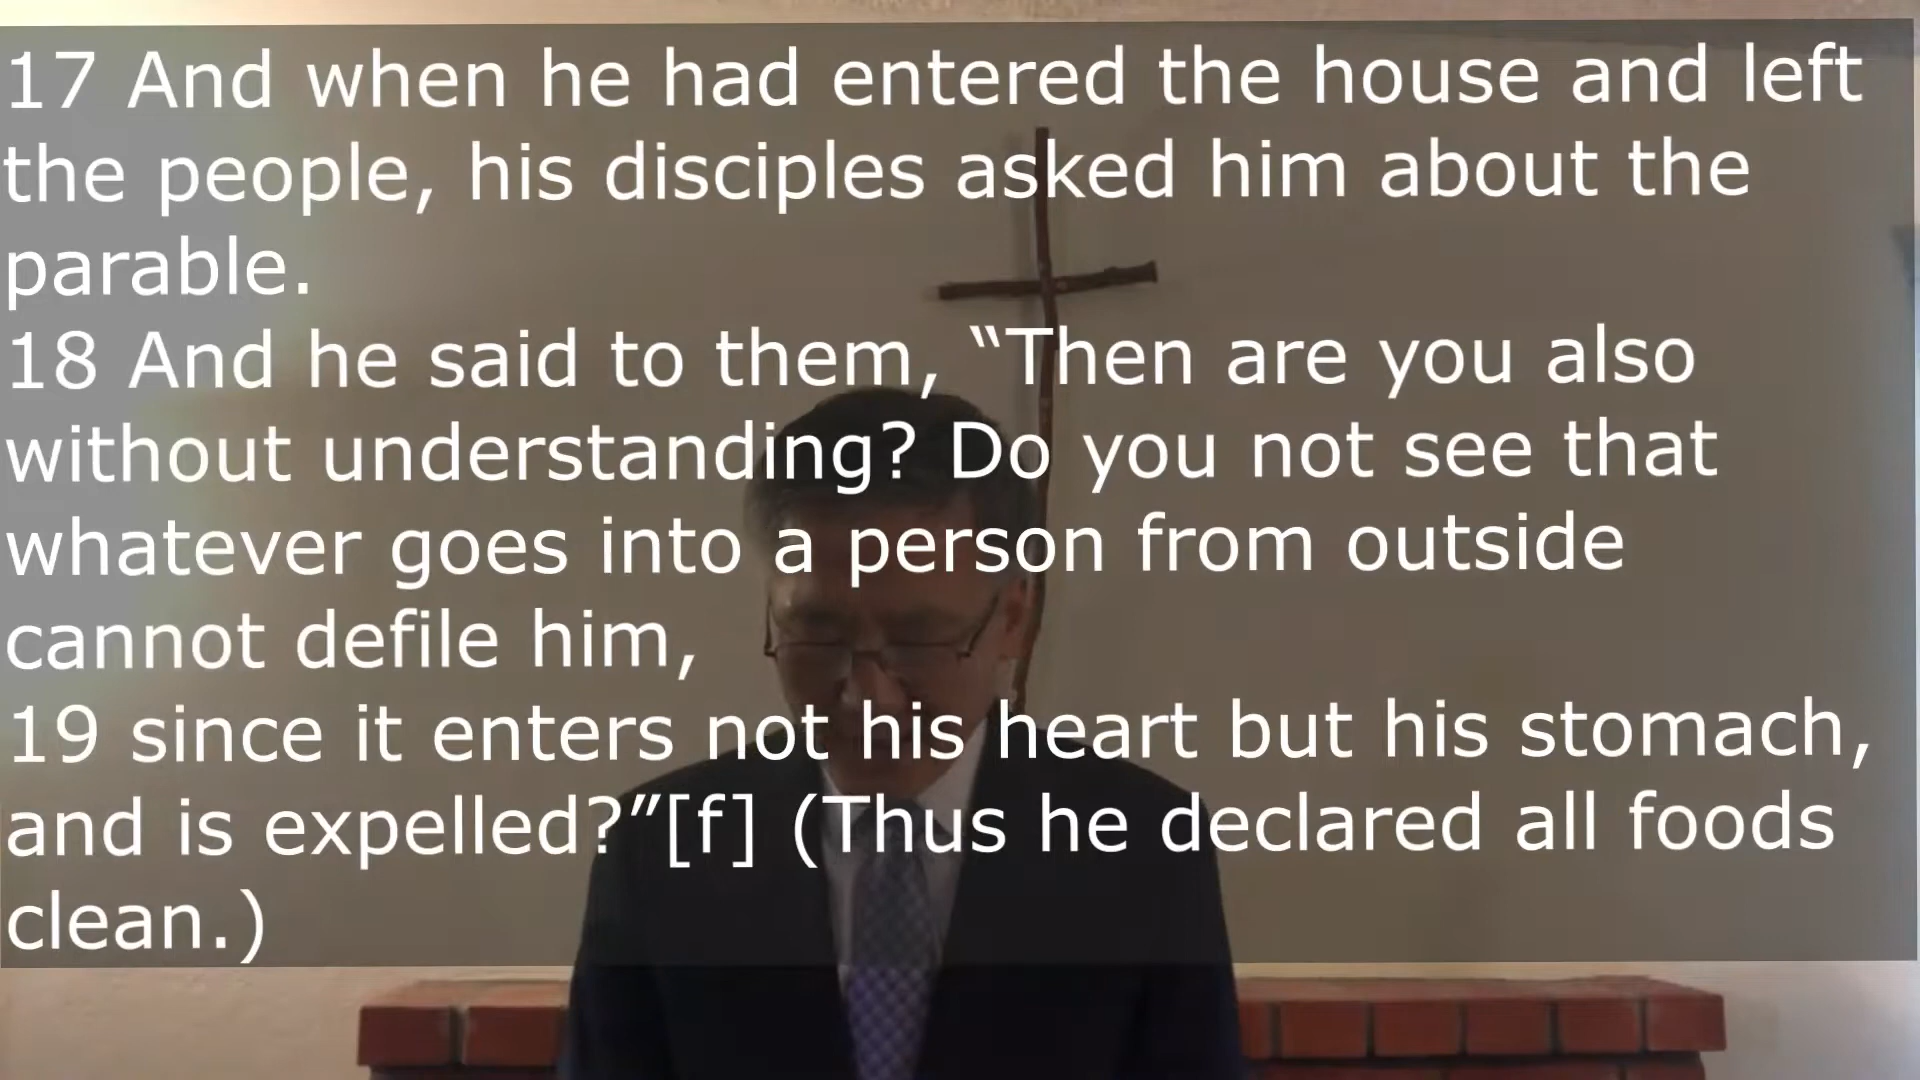 17 And when he had entered the house and left
the people, his disciples asked him about the
parable.
18 And he said to them, “Then are you also
without understanding? Do you not see that
whatever goes into a person from outside
cannot defile him,
19 since it enters not his heart but his stomach,
and is expelled?”[f] (Thus he declared all foods
clean.)